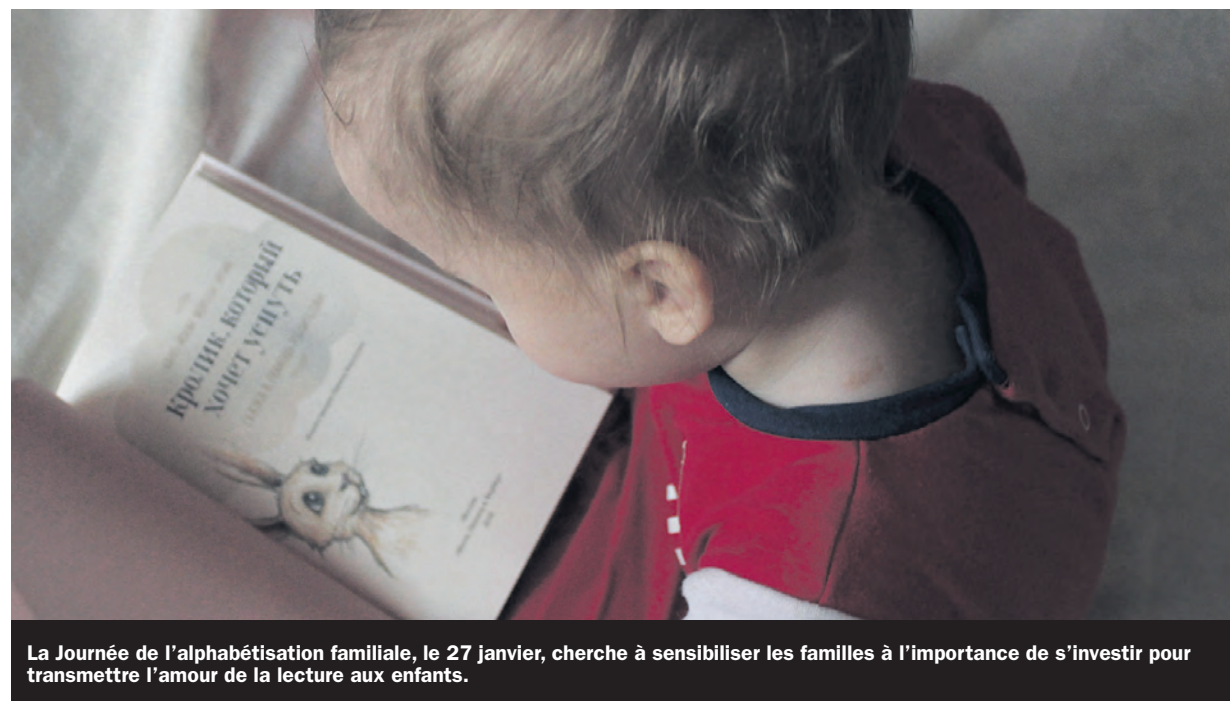 кролик, который
хочет уснуть
La Journée de l’alphabétisation familiale, le 27 janvier, cherche à sensibiliser les familles à l’importance de s’investir pour
transmettre l’amour de la lecture aux enfants.